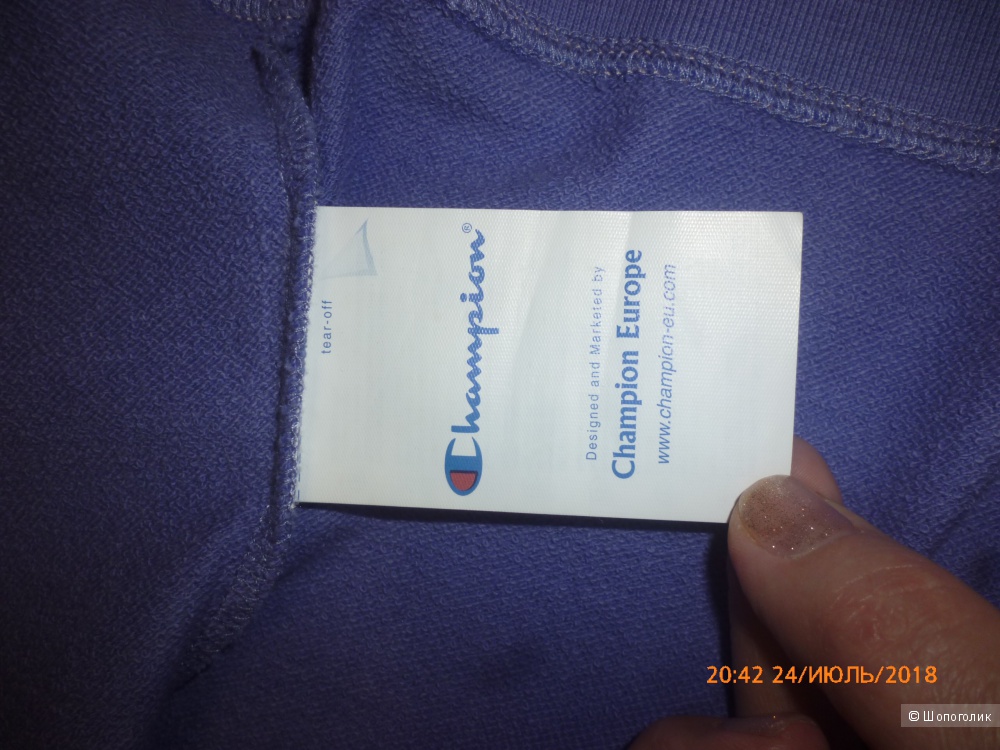 tear-off
Champion®
Designed and Marketed by
Champion Europe
www.champion-eu.com
20:42 24/ИЮЛЬ/2018
© Шопоголик